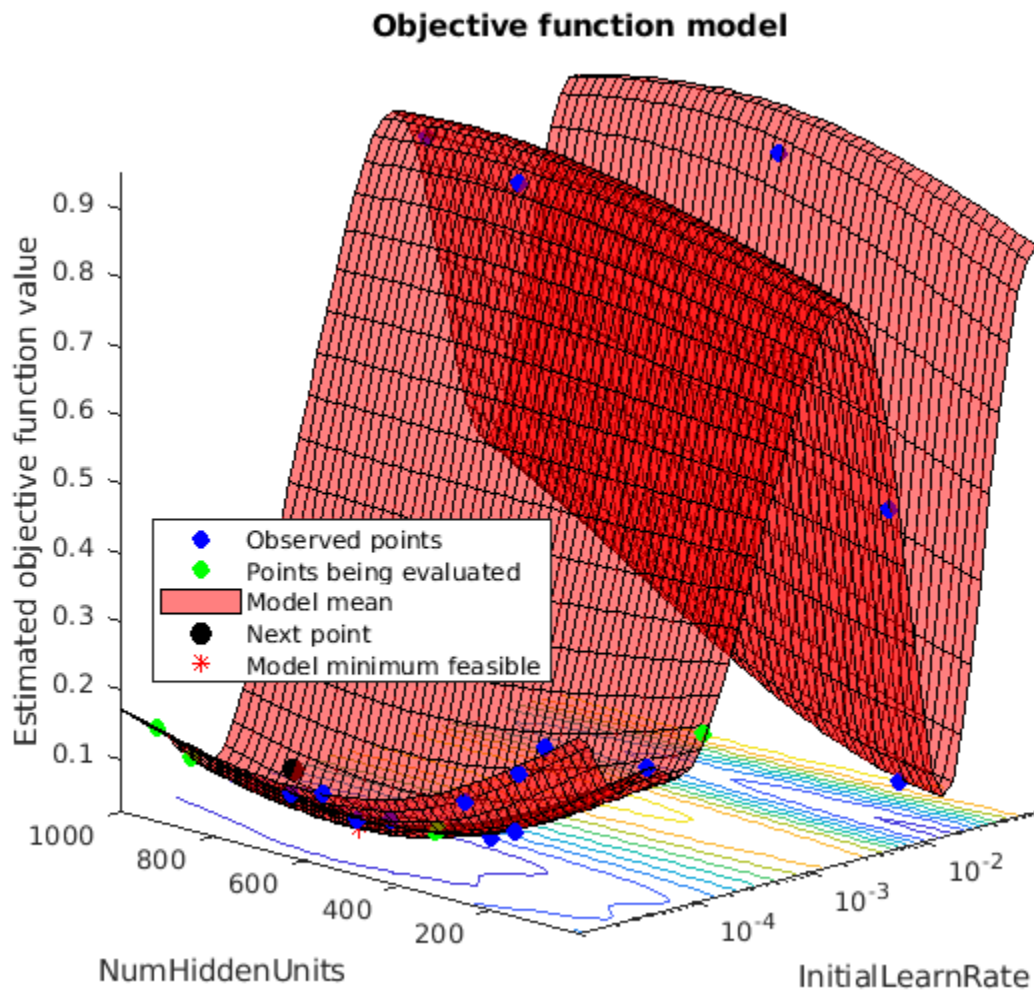 Objective function model
Estimated objective function value
0.9
0.8
0.7
0.6
0.5
0.4
0.3
0.2
0.1
Observed points
Points being evaluated
Model mean
Next point
Model minimum feasible
1000
800
600
400
200
NumHiddenUnits
10⁻⁴
10⁻³
10⁻²
InitialLearnRate